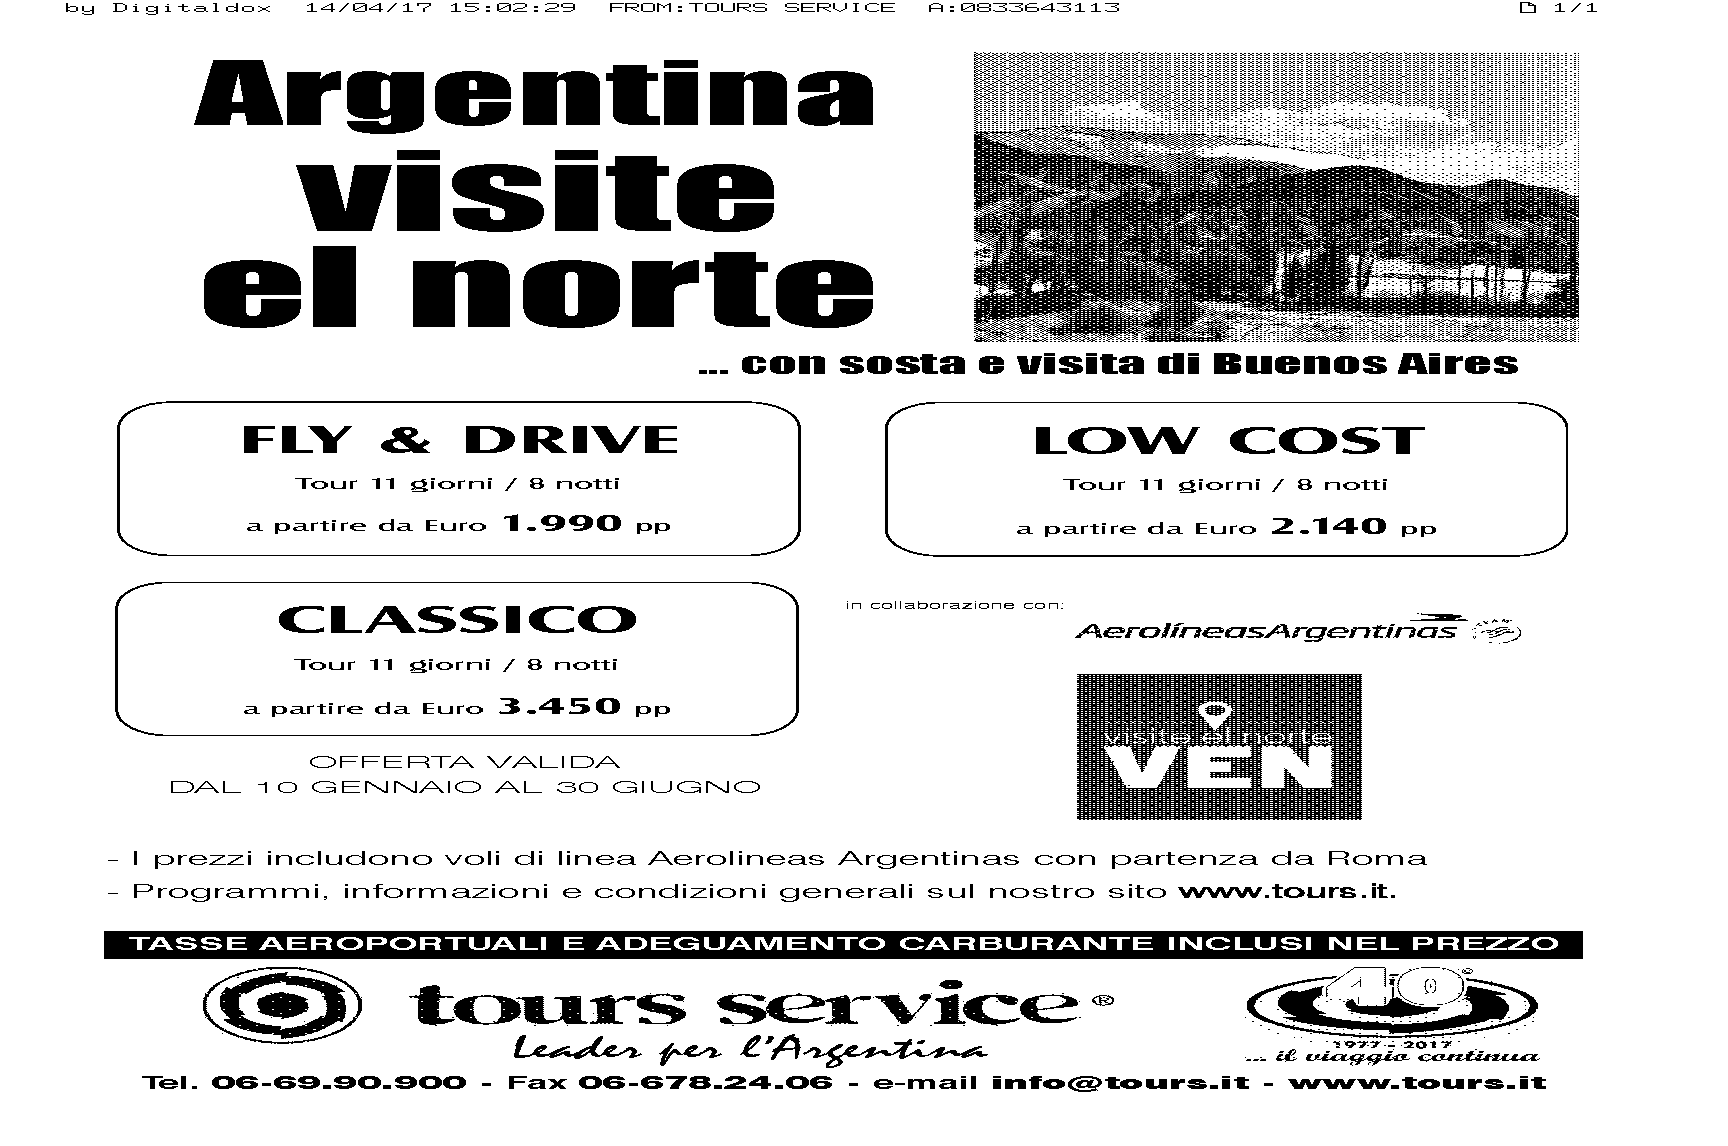 by Digitaldox 14/04/17 15:02:29 FROM:TOURS SERVICE A:0833643113 1/1
Argentina
visite
el norte
... con sosta e visita di Buenos Aires
FLY & DRIVE
Tour 11 giorni / 8 notti
a partire da Euro 1.990 pp
LOW COST
Tour 11 giorni / 8 notti
a partire da Euro 2.140 pp
CLASSICO
Tour 11 giorni / 8 notti
a partire da Euro 3.450 pp
in collaborazione con:
AerolíneasArgentinas
visite el norte
VEN
OFFERTA VALIDA
DAL 10 GENNAIO AL 30 GIUGNO
- I prezzi includono voli di linea Aerolineas Argentinas con partenza da Roma
- Programmi, informazioni e condizioni generali sul nostro sito www.tours.it.
TASSE AEROPORTUALI E ADEGUAMENTO CARBURANTE INCLUSI NEL PREZZO
tours service ®
Leader per l'Argentina
40°
1977 - 2017
... il viaggio continua
Tel. 06-69.90.900 - Fax 06-678.24.06 - e-mail info@tours.it - www.tours.it